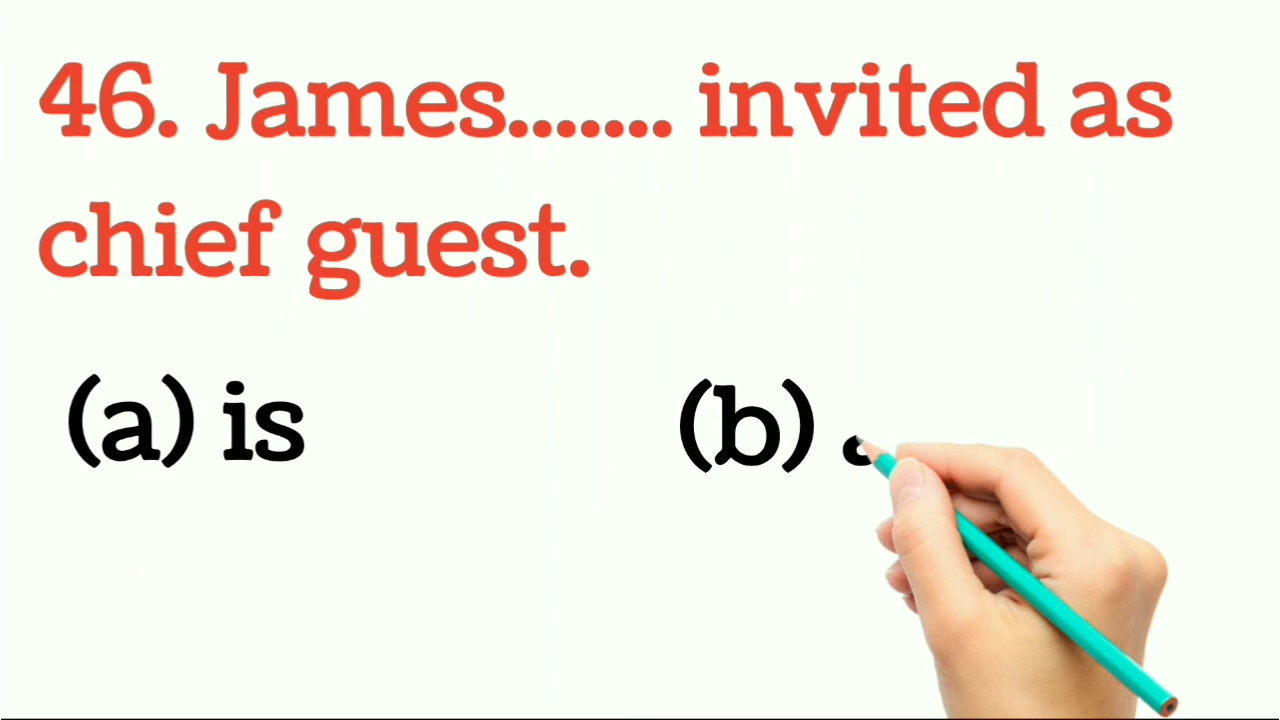 46. James....... invited as
chief guest.
(a) is (b)